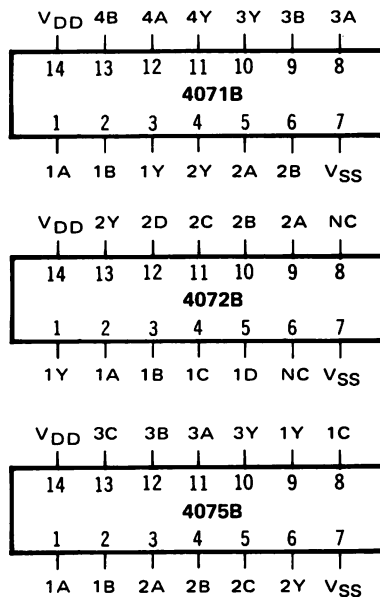 VDD 4B 4A 4Y 3Y 3B 3A
14 13 12 11 10 9 8
4071B
1 2 3 4 5 6 7
1A 1B 1Y 2Y 2A 2B VSS
VDD 2Y 2D 2C 2B 2A NC
14 13 12 11 10 9 8
4072B
1 2 3 4 5 6 7
1Y 1A 1B 1C 1D NC VSS
VDD 3C 3B 3A 3Y 1Y 1C
14 13 12 11 10 9 8
4075B
1 2 3 4 5 6 7
1A 1B 2A 2B 2C 2Y VSS